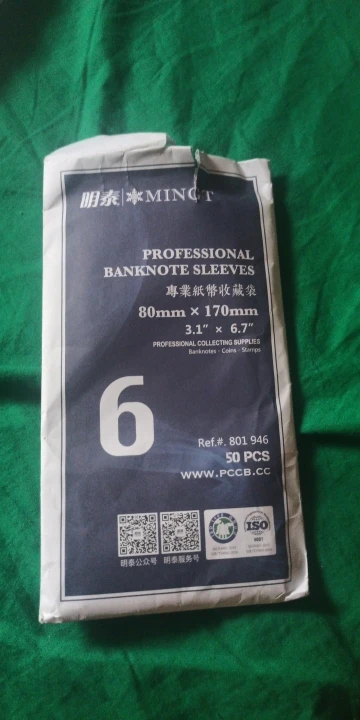 明泰 MINGT
PROFESSIONAL
BANKNOTE SLEEVES
專業紙幣收藏袋
80mm × 170mm
3.1" × 6.7"
PROFESSIONAL COLLECTING SUPPLIES
Banknotes · Coins · Stamps
6
Ref.#. 801 946
50 PCS
WWW.PCCB.CC
ISO
9001
明泰公众号 明泰服务号